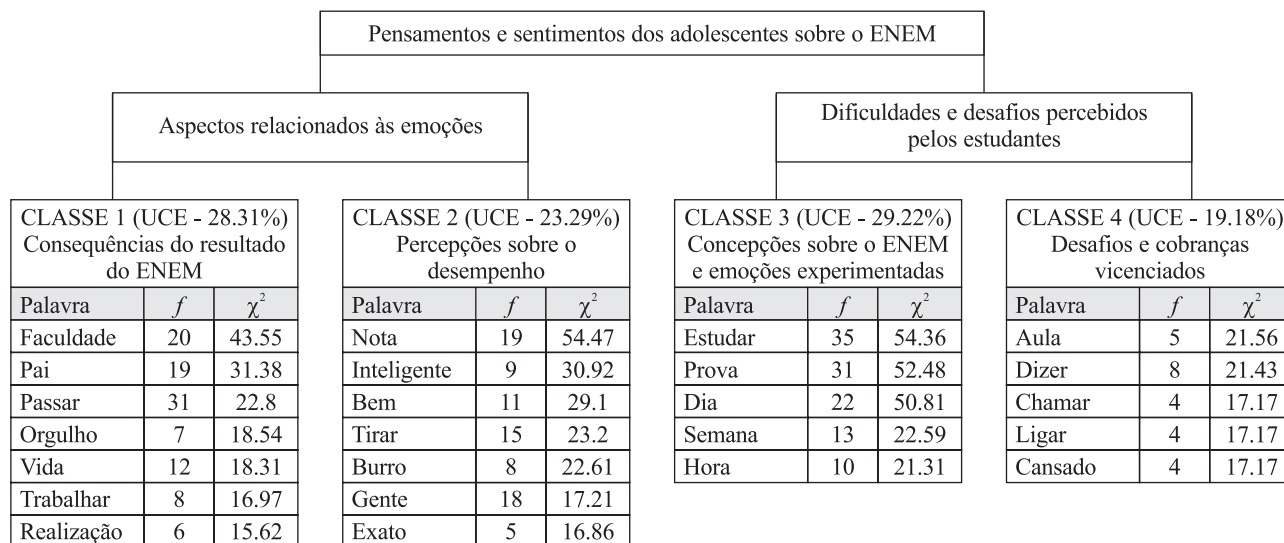 Pensamentos e sentimentos dos adolescentes sobre o ENEM
Aspectos relacionados às emoções
Dificuldades e desafios percebidos
pelos estudantes
CLASSE 1 (UCE - 28.31%)
Consequências do resultado
do ENEM
Palavra f χ²
Faculdade 20 43.55
Pai 19 31.38
Passar 31 22.8
Orgulho 7 18.54
Vida 12 18.31
Trabalhar 8 16.97
Realização 6 15.62
CLASSE 2 (UCE - 23.29%)
Percepções sobre o
desempenho
Palavra f χ²
Nota 19 54.47
Inteligente 9 30.92
Bem 11 29.1
Tirar 15 23.2
Burro 8 22.61
Gente 18 17.21
Exato 5 16.86
CLASSE 3 (UCE - 29.22%)
Concepções sobre o ENEM
e emoções experimentadas
Palavra f χ²
Estudar 35 54.36
Prova 31 52.48
Dia 22 50.81
Semana 13 22.59
Hora 10 21.31
CLASSE 4 (UCE - 19.18%)
Desafios e cobranças
vicenciados
Palavra f χ²
Aula 5 21.56
Dizer 8 21.43
Chamar 4 17.17
Ligar 4 17.17
Cansado 4 17.17